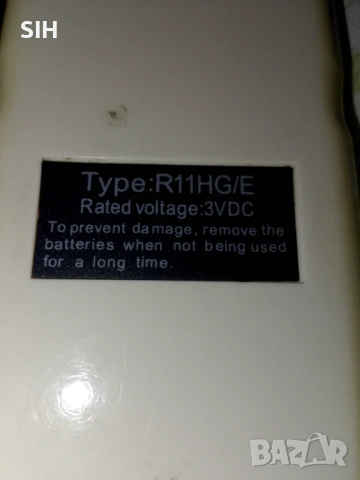 SIH
Type:R11HG/E
Rated voltage:3VDC
To prevent damage, remove the
batteries when not being used
for a long time.
BAZAR